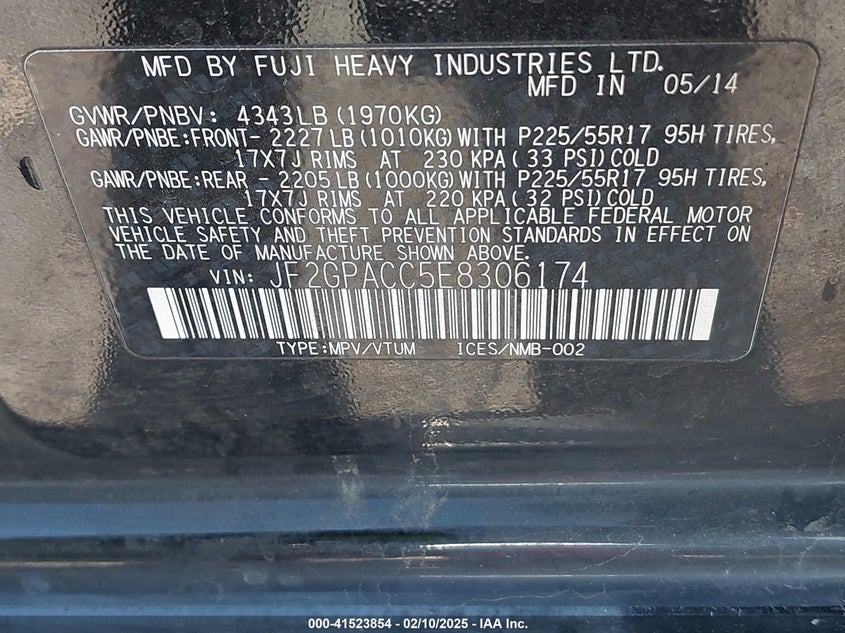 MFD BY FUJI HEAVY INDUSTRIES LTD.
MFD IN 05/14
GVWR/PNBV: 4343LB(1970KG)
GAWR/PNBE:FRONT- 2227LB(1010KG)WITH P225/55R17 95H TIRES,
17X7J RIMS AT 230 KPA(33 PSI)COLD
GAWR/PNBE:REAR - 2205LB(1000KG)WITH P225/55R17 95H TIRES,
17X7J RIMS AT 220 KPA(32 PSI)COLD
THIS VEHICLE CONFORMS TO ALL APPLICABLE FEDERAL MOTOR
VEHICLE SAFETY AND THEFT PREVENTION STANDARDS IN EFFECT ON
THE DATE OF MANUFACTURE SHOWN ABOVE.
VIN: JF2GPACC5E8306174
TYPE:MPV/VTUM ICES/NMB-002
000-41523854 - 02/10/2025 - IAA Inc.